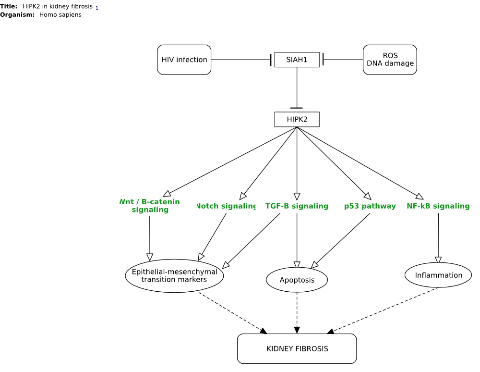 Title: HIPK2 in kidney fibrosis
Organism: Homo sapiens
HIV infection
SIAH1
ROS
DNA damage
HIPK2
Wnt / B-catenin
signaling
Notch signaling
TGF-B signaling
p53 pathway
NF-kB signaling
Epithelial-mesenchymal
transition markers
Apoptosis
Inflammation
KIDNEY FIBROSIS